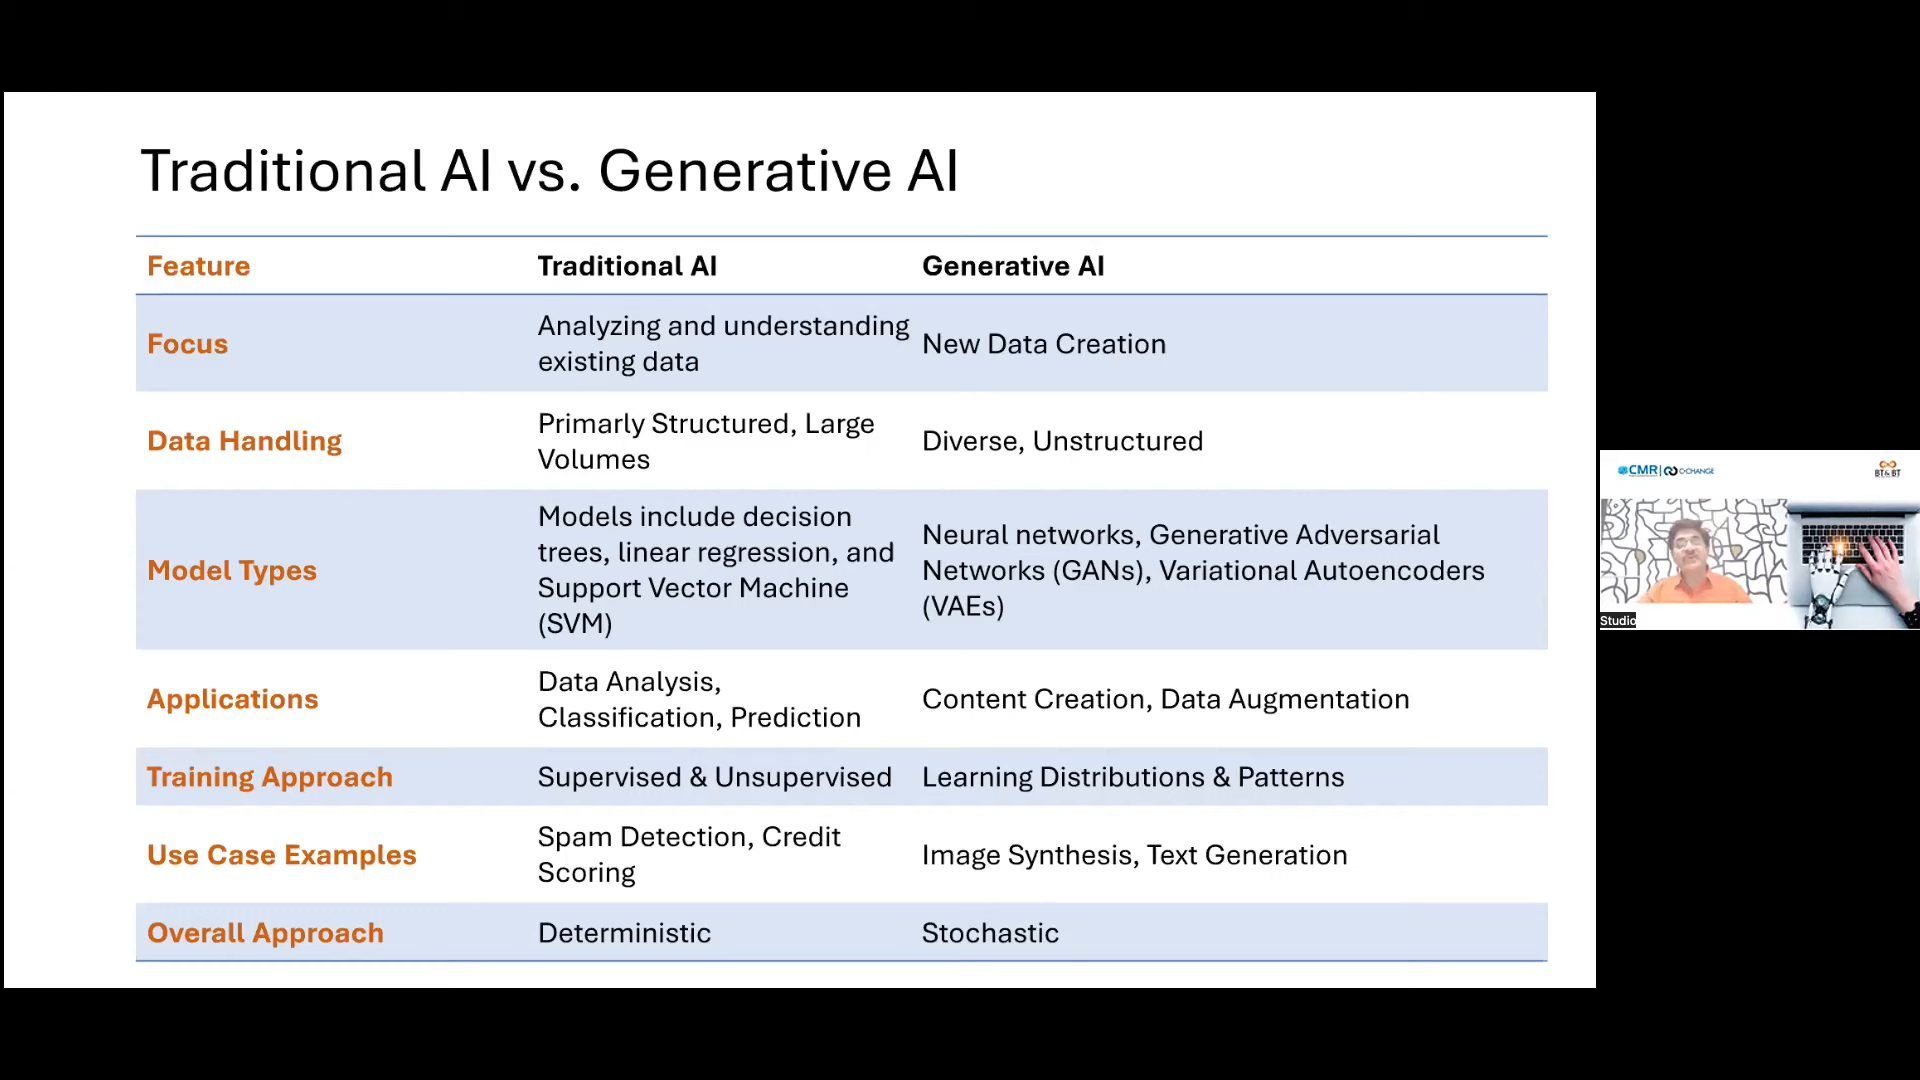 Traditional AI vs. Generative AI
Feature
Traditional AI
Generative AI
Focus
Analyzing and understanding
existing data
New Data Creation
Data Handling
Primarly Structured, Large
Volumes
Diverse, Unstructured
Model Types
Models include decision
trees, linear regression, and
Support Vector Machine
(SVM)
Neural networks, Generative Adversarial
Networks (GANs), Variational Autoencoders
(VAEs)
Applications
Data Analysis,
Classification, Prediction
Content Creation, Data Augmentation
Training Approach
Supervised & Unsupervised
Learning Distributions & Patterns
Use Case Examples
Spam Detection, Credit
Scoring
Image Synthesis, Text Generation
Overall Approach
Deterministic
Stochastic
CMR
C-CHANGE
BT& BT
Studio